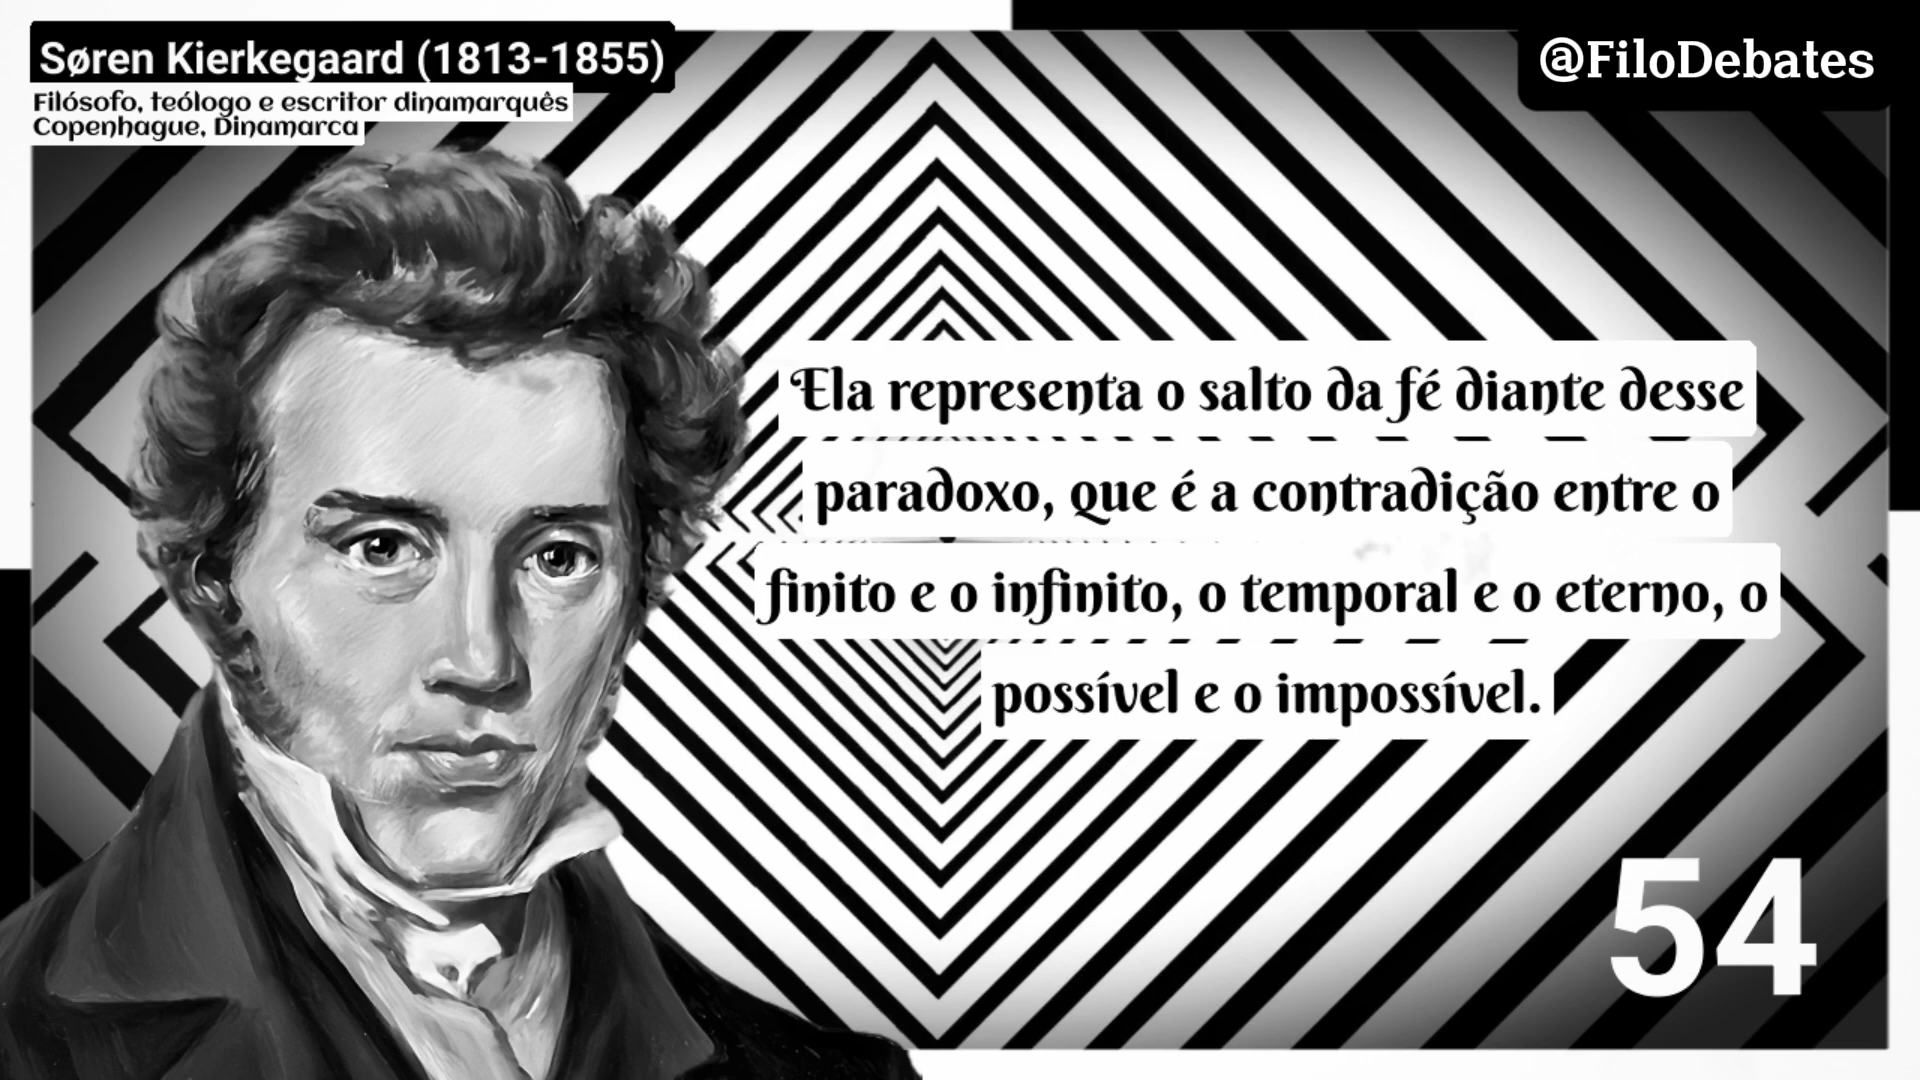 Søren Kierkegaard (1813-1855)
Filósofo, teólogo e escritor dinamarquês
Copenhague, Dinamarca
@FiloDebates
Ela representa o salto da fé diante desse
paradoxo, que é a contradição entre o
finito e o infinito, o temporal e o eterno, o
possível e o impossível.
54